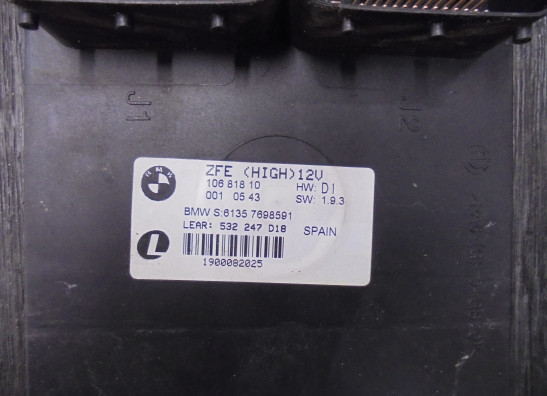 J1
J2
BMW
ZFE (HIGH) 12V
106 818 10 HW: D1
001 05 43 SW: 1.9.3
BMW S:6135 7698591
LEAR: 532 247 D18 SPAIN
L
1900082025